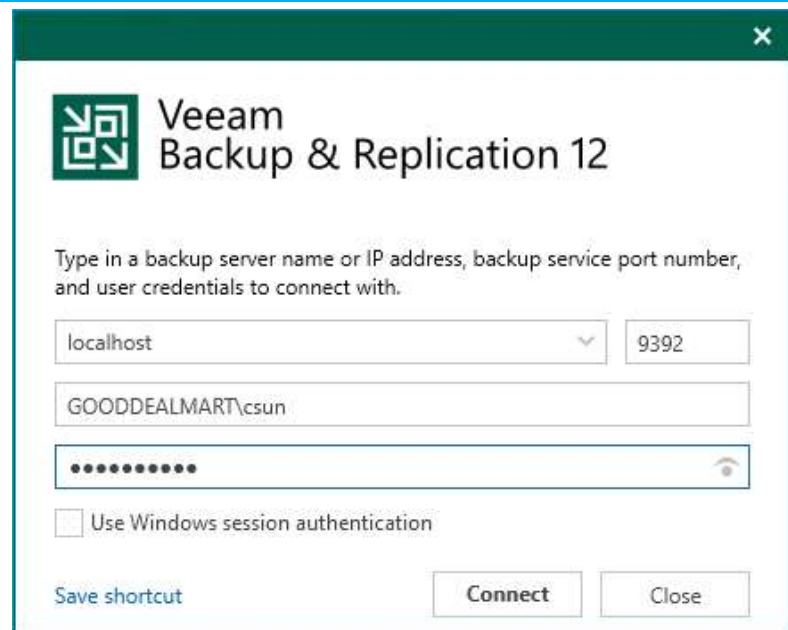 Veeam
Backup & Replication 12
Type in a backup server name or IP address, backup service port number,
and user credentials to connect with.
localhost
9392
GOODDEALMART\csun
••••••••••
Use Windows session authentication
Save shortcut
Connect
Close